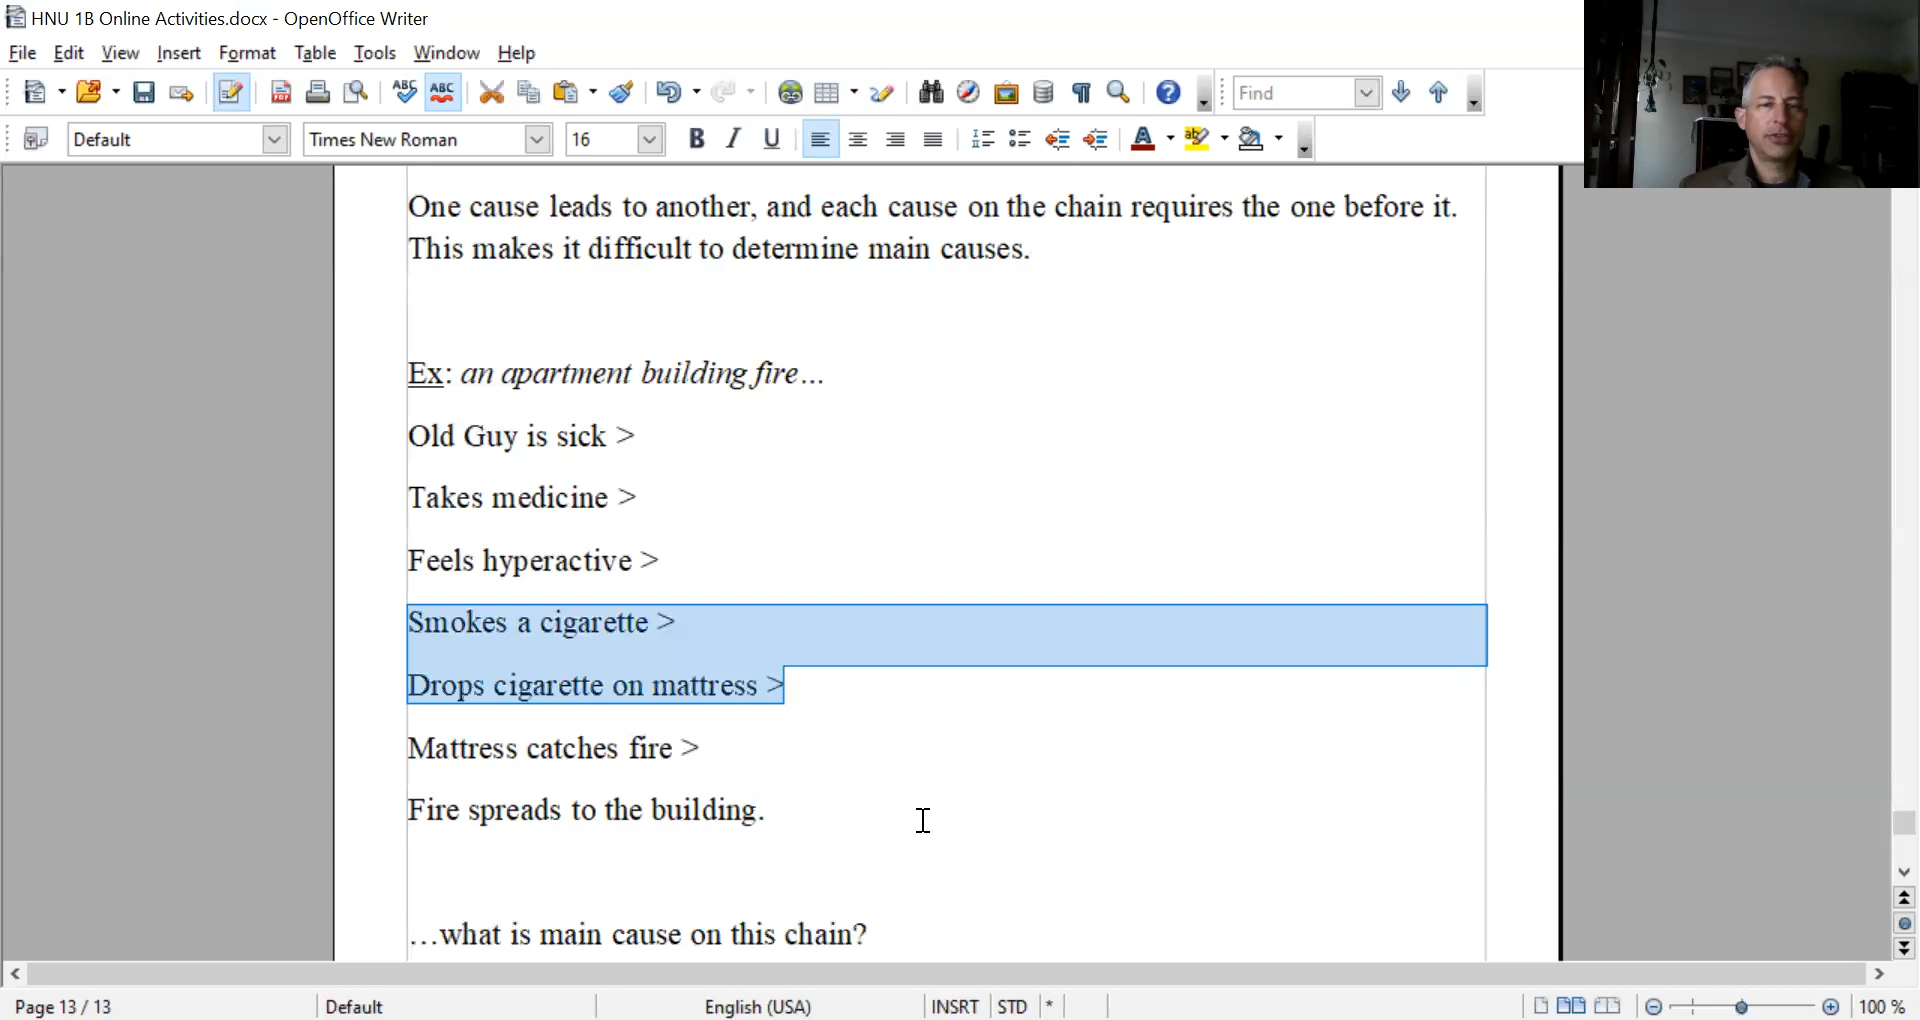 HNU 1B Online Activities.docx - OpenOffice Writer
File Edit View Insert Format Table Tools Window Help
ABC ABC PDF Find
Default Times New Roman 16 B I U A ab
One cause leads to another, and each cause on the chain requires the one before it.
This makes it difficult to determine main causes.
Ex: an apartment building fire…
Old Guy is sick >
Takes medicine >
Feels hyperactive >
Smokes a cigarette >
Drops cigarette on mattress >
Mattress catches fire >
Fire spreads to the building.
…what is main cause on this chain?
Page 13 / 13 Default English (USA) INSRT STD * 100 %